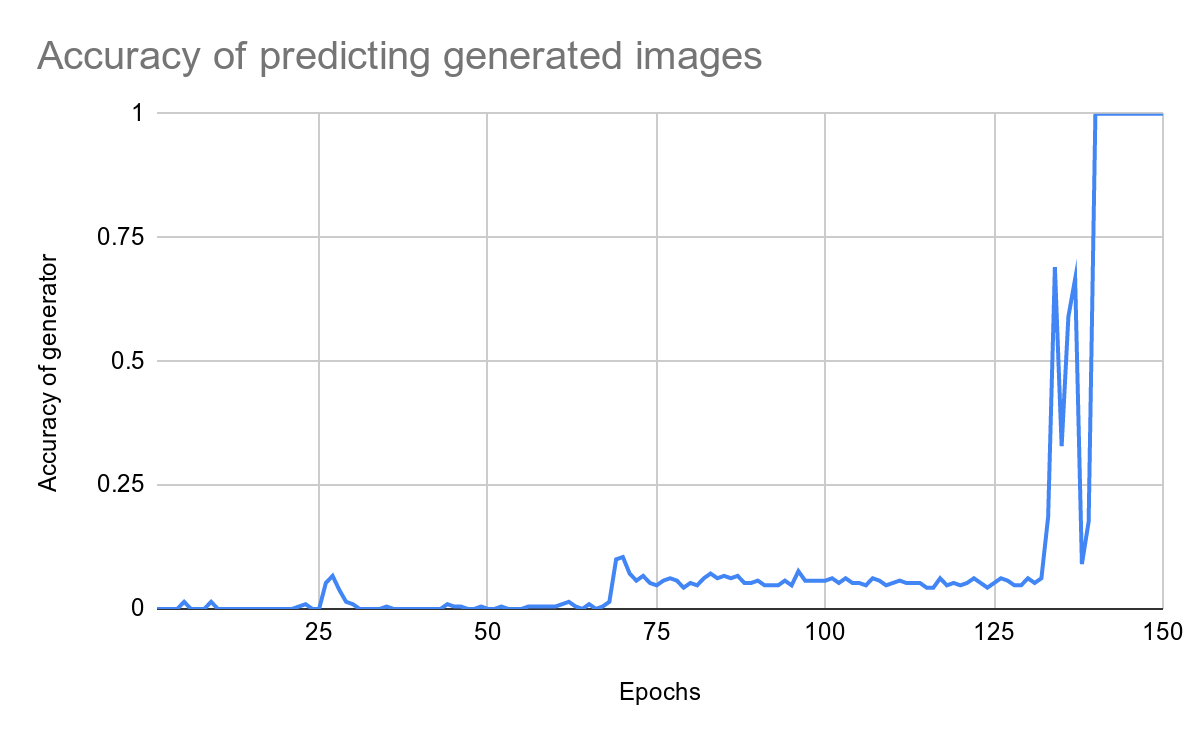 Accuracy of predicting generated images
1
0.75
0.5
0.25
0
Accuracy of generator
25 50 75 100 125 150
Epochs